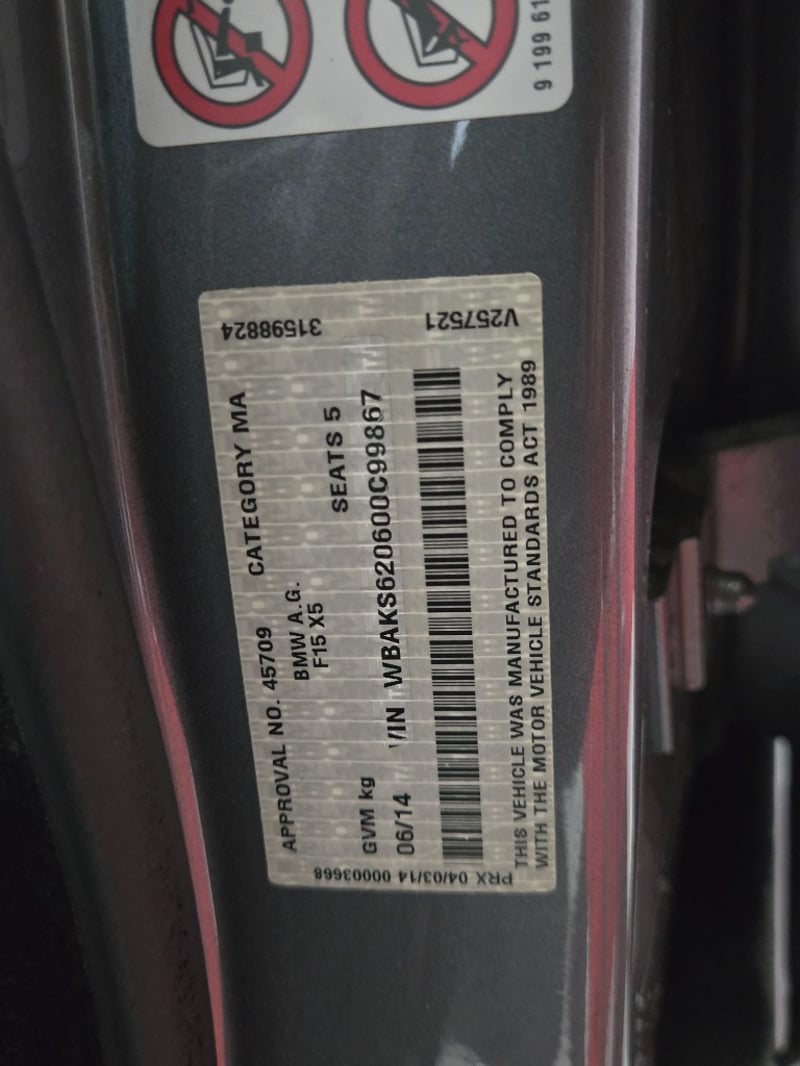 9 199 61
31598824
V257521
APPROVAL NO. 45709 CATEGORY MA
BMW A.G.
F15 X5 SEATS 5
GVM kg
06/14 VIN WBAKS620600C99867
THIS VEHICLE WAS MANUFACTURED TO COMPLY
WITH THE MOTOR VEHICLE STANDARDS ACT 1989
PRX 04/03/14 00003668